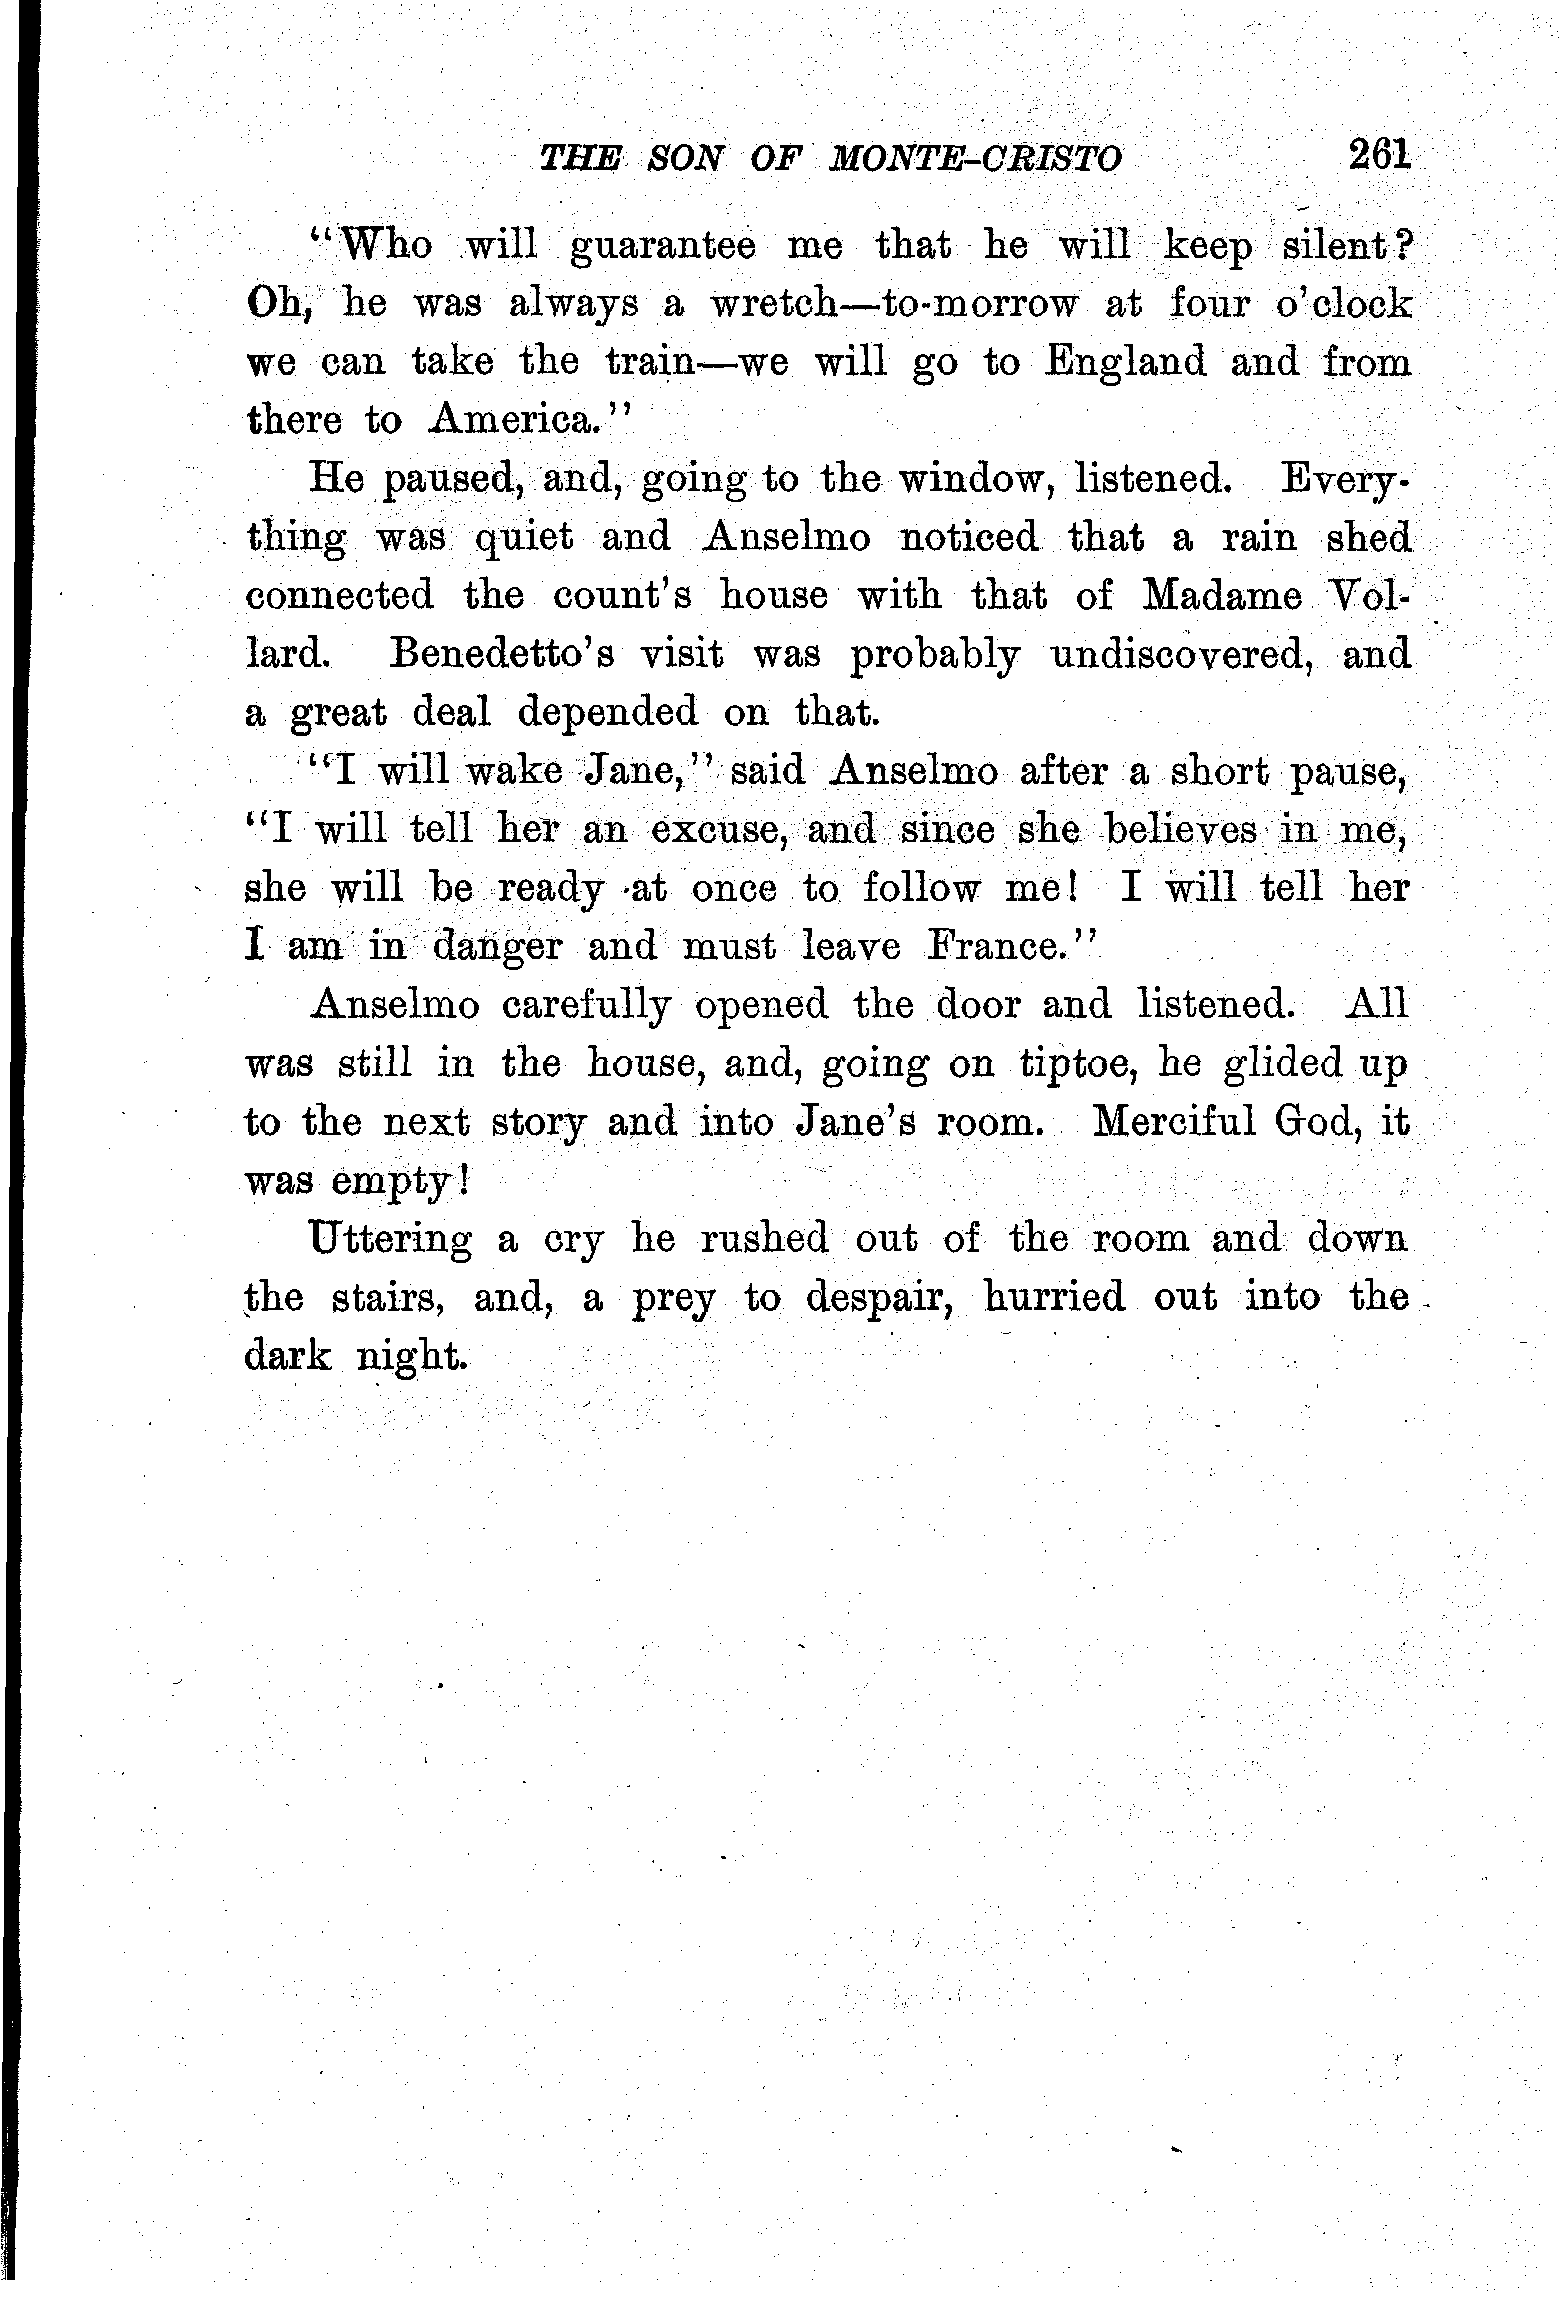 THE SON OF MONTE-CRISTO 261
"Who will guarantee me that he will keep silent?
Oh, he was always a wretch—to-morrow at four o'clock
we can take the train—we will go to England and from
there to America."
He paused, and, going to the window, listened. Every-
thing was quiet and Anselmo noticed that a rain shed
connected the count's house with that of Madame Vol-
lard. Benedetto's visit was probably undiscovered, and
a great deal depended on that.
"I will wake Jane," said Anselmo after a short pause,
"I will tell her an excuse, and since she believes in me,
she will be ready at once to follow me! I will tell her
I am in danger and must leave France."
Anselmo carefully opened the door and listened. All
was still in the house, and, going on tiptoe, he glided up
to the next story and into Jane's room. Merciful God, it
was empty!
Uttering a cry he rushed out of the room and down
the stairs, and, a prey to despair, hurried out into the
dark night.